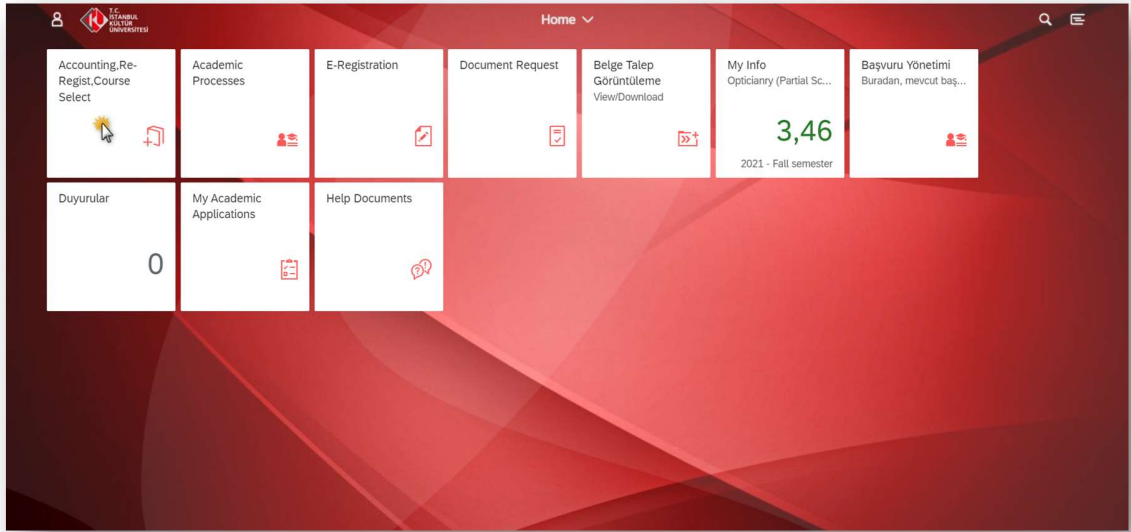 T.C.
İSTANBUL
KÜLTÜR
ÜNİVERSİTESİ
Home
Accounting,Re-
Regist,Course
Select
Academic
Processes
E-Registration
Document Request
Belge Talep
Görüntüleme
View/Download
My Info
Opticianry (Partial Sc...
3,46
2021 - Fall semester
Başvuru Yönetimi
Buradan, mevcut baş...
Duyurular
0
My Academic
Applications
Help Documents